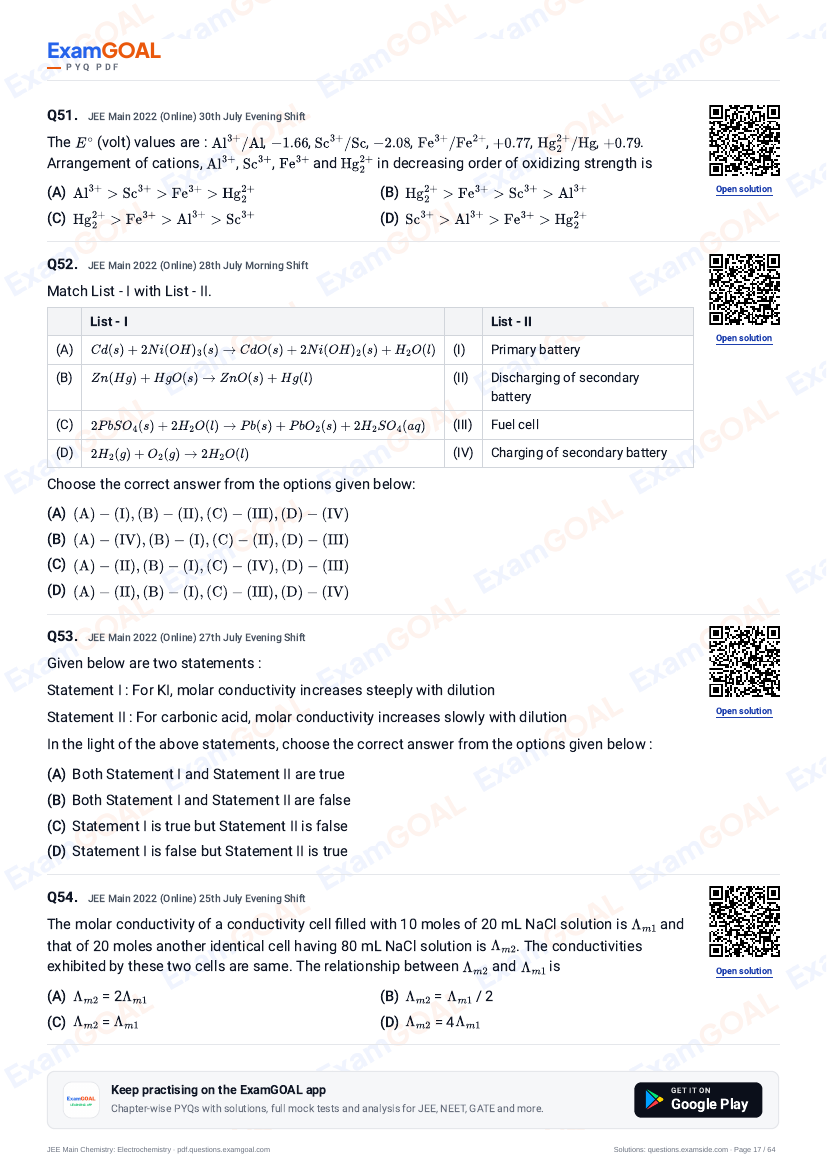 ExamGOAL
PYQ PDF
Q51. JEE Main 2022 (Online) 30th July Evening Shift
The E° (volt) values are : Al³⁺/Al, −1.66, Sc³⁺/Sc, −2.08, Fe³⁺/Fe²⁺, +0.77, Hg₂²⁺/Hg, +0.79.
Arrangement of cations, Al³⁺, Sc³⁺, Fe³⁺ and Hg₂²⁺ in decreasing order of oxidizing strength is
(A) Al³⁺ > Sc³⁺ > Fe³⁺ > Hg₂²⁺ (B) Hg₂²⁺ > Fe³⁺ > Sc³⁺ > Al³⁺
(C) Hg₂²⁺ > Fe³⁺ > Al³⁺ > Sc³⁺ (D) Sc³⁺ > Al³⁺ > Fe³⁺ > Hg₂²⁺
Open solution
Q52. JEE Main 2022 (Online) 28th July Morning Shift
Match List - I with List - II.
List - I List - II
(A) Cd(s) + 2Ni(OH)₃(s) → CdO(s) + 2Ni(OH)₂(s) + H₂O(l) (I) Primary battery
(B) Zn(Hg) + HgO(s) → ZnO(s) + Hg(l) (II) Discharging of secondary
battery
(C) 2PbSO₄(s) + 2H₂O(l) → Pb(s) + PbO₂(s) + 2H₂SO₄(aq) (III) Fuel cell
(D) 2H₂(g) + O₂(g) → 2H₂O(l) (IV) Charging of secondary battery
Open solution
Choose the correct answer from the options given below:
(A) (A) − (I), (B) − (II), (C) − (III), (D) − (IV)
(B) (A) − (IV), (B) − (I), (C) − (II), (D) − (III)
(C) (A) − (II), (B) − (I), (C) − (IV), (D) − (III)
(D) (A) − (II), (B) − (I), (C) − (III), (D) − (IV)
Q53. JEE Main 2022 (Online) 27th July Evening Shift
Given below are two statements :
Statement I : For KI, molar conductivity increases steeply with dilution
Statement II : For carbonic acid, molar conductivity increases slowly with dilution
In the light of the above statements, choose the correct answer from the options given below :
(A) Both Statement I and Statement II are true
(B) Both Statement I and Statement II are false
(C) Statement I is true but Statement II is false
(D) Statement I is false but Statement II is true
Open solution
Q54. JEE Main 2022 (Online) 25th July Evening Shift
The molar conductivity of a conductivity cell filled with 10 moles of 20 mL NaCl solution is Λₘ₁ and
that of 20 moles another identical cell having 80 mL NaCl solution is Λₘ₂. The conductivities
exhibited by these two cells are same. The relationship between Λₘ₂ and Λₘ₁ is
(A) Λₘ₂ = 2Λₘ₁ (B) Λₘ₂ = Λₘ₁ / 2
(C) Λₘ₂ = Λₘ₁ (D) Λₘ₂ = 4Λₘ₁
Open solution
Keep practising on the ExamGOAL app
Chapter-wise PYQs with solutions, full mock tests and analysis for JEE, NEET, GATE and more.
GET IT ON
Google Play
JEE Main Chemistry: Electrochemistry · pdf.questions.examgoal.com
Solutions: questions.examside.com · Page 17 / 64